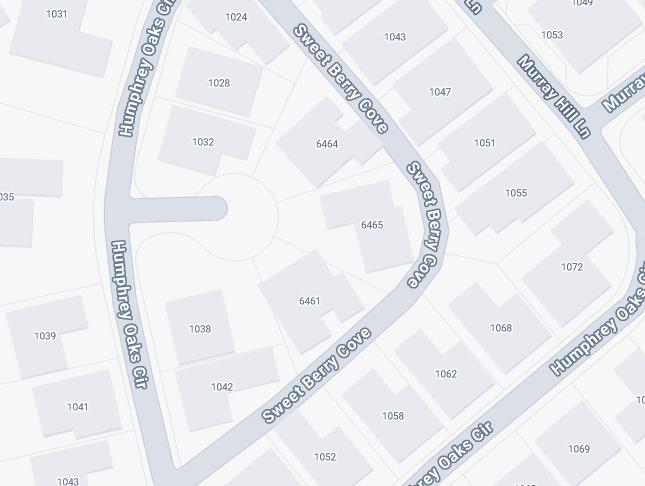 1031
1024
Humphrey Oaks Cir
Sweet Berry Cove
1043
Ln
1049
1053
1028
1047
Murray Hill Ln
Murray
1032
6464
1051
035
1055
Sweet Berry Cove
6465
1072
Humphrey Oaks Cir
6461
1039
1038
1068
Humphrey Oaks Cir
Sweet Berry Cove
1062
1042
1041
1058
1052
1069
1043
rey Oaks Cir